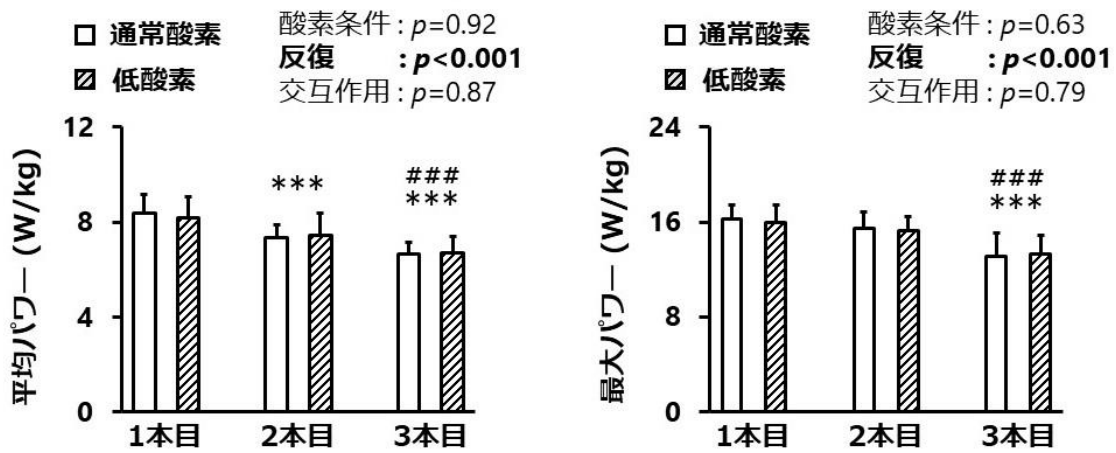 通常酸素
低酸素
酸素条件 : p=0.92
反復 : p<0.001
交互作用 : p=0.87
平均パワー (W/kg)
12
8
4
0
***
###
***
1本目 2本目 3本目
通常酸素
低酸素
酸素条件 : p=0.63
反復 : p<0.001
交互作用 : p=0.79
最大パワー (W/kg)
24
16
8
0
###
***
1本目 2本目 3本目